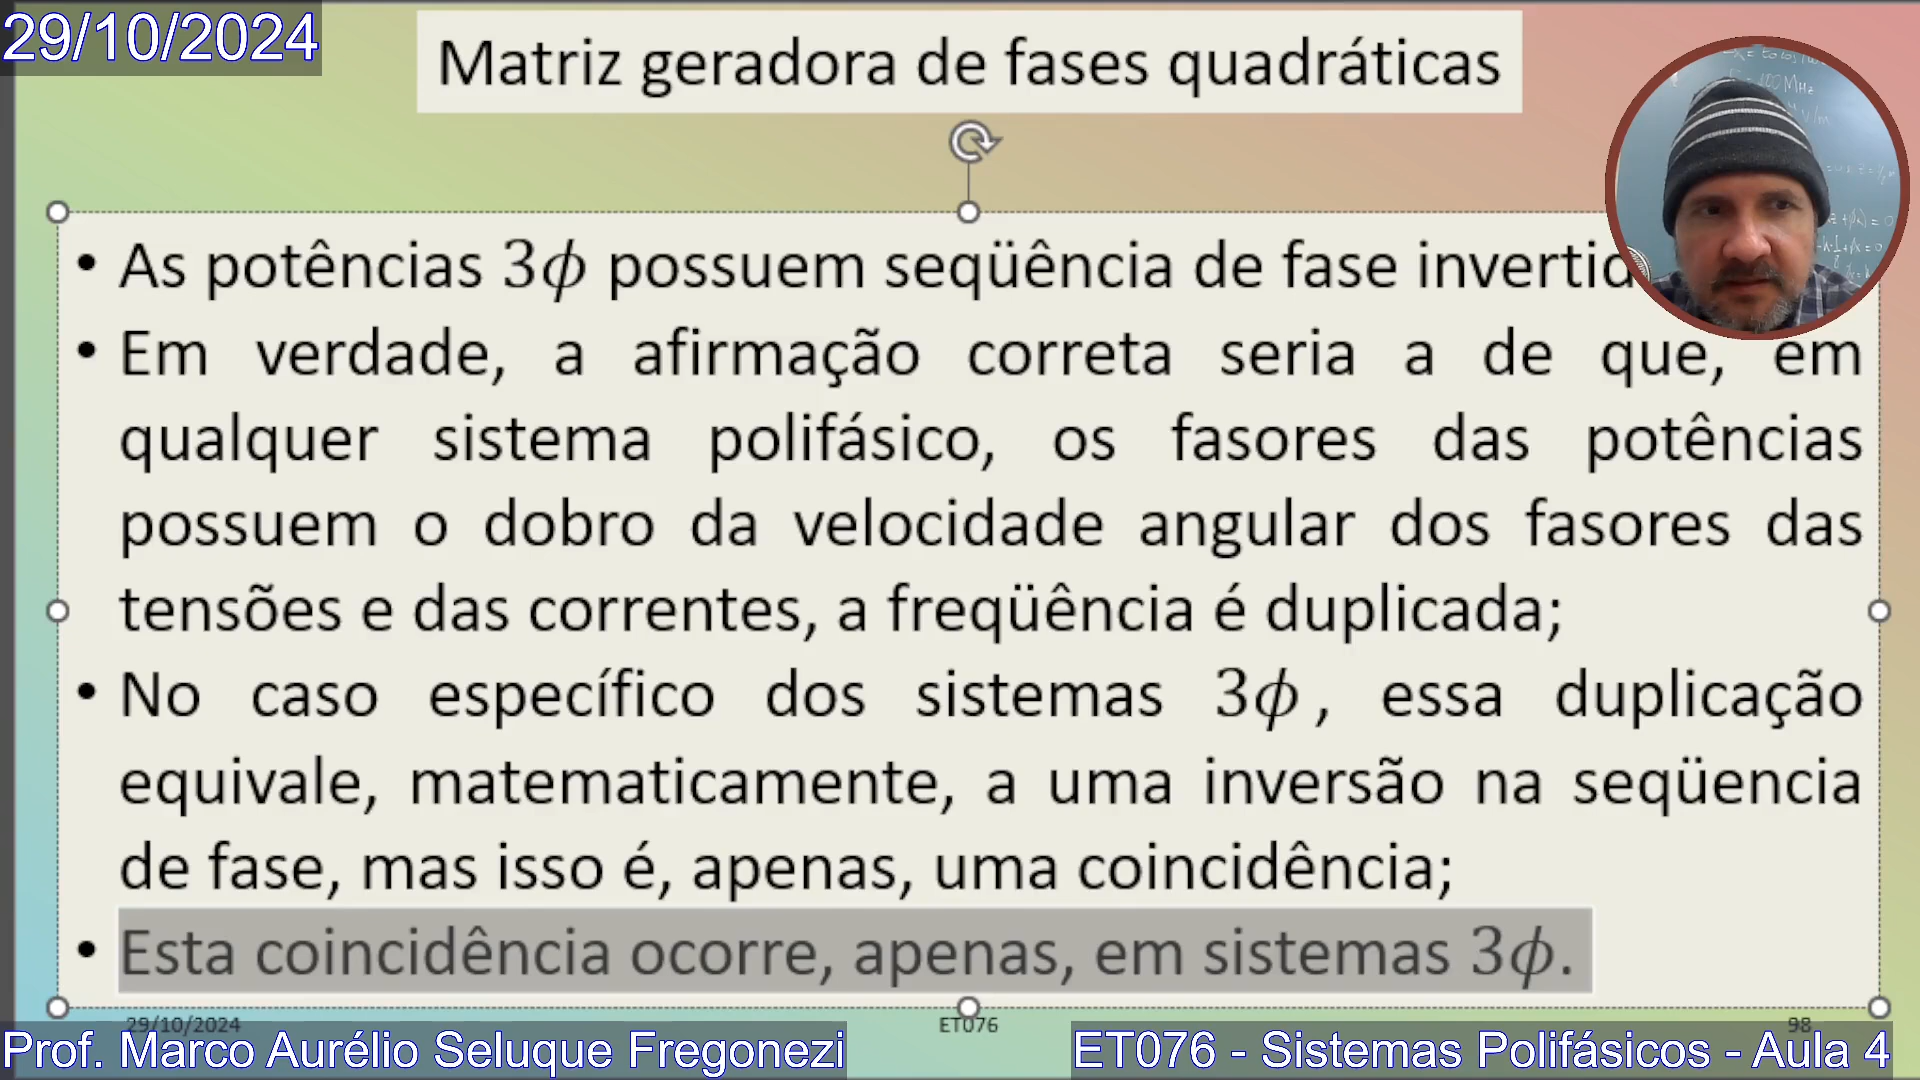 29/10/2024
Matriz geradora de fases quadráticas
• As potências 3ϕ possuem seqüência de fase
• Em verdade, a afirmação correta seria a de que, em
qualquer sistema polifásico, os fasores das potências
possuem o dobro da velocidade angular dos fasores das
tensões e das correntes, a freqüência é duplicada;
• No caso específico dos sistemas 3ϕ, essa duplicação
equivale, matematicamente, a uma inversão na seqüencia
de fase, mas isso é, apenas, uma coincidência;
• Esta coincidência ocorre, apenas, em sistemas 3ϕ.
29/10/2024 ET076 98
Prof. Marco Aurélio Seluque Fregonezi ET076 - Sistemas Polifásicos - Aula 4